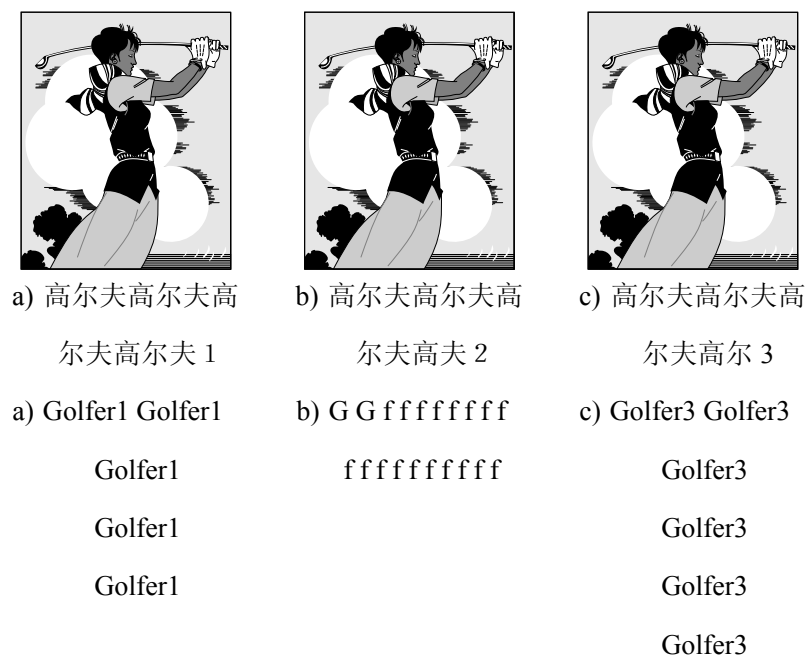 a) 高尔夫高尔夫高
尔夫高尔夫 1
b) 高尔夫高尔夫高
尔夫高夫 2
c) 高尔夫高尔夫高
尔夫高尔 3
a) Golfer1 Golfer1
Golfer1
Golfer1
Golfer1
b) G G f f f f f f f f
f f f f f f f f f f
c) Golfer3 Golfer3
Golfer3
Golfer3
Golfer3
Golfer3